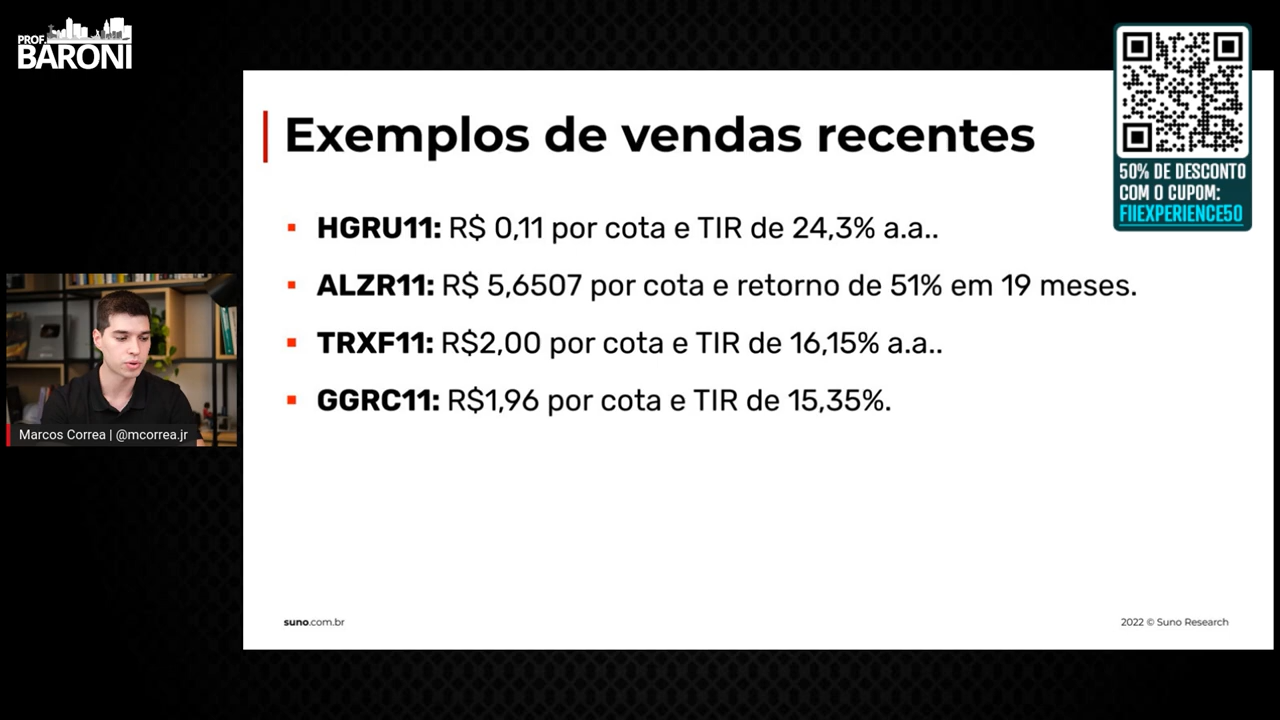 PROF.
BARONI
Exemplos de vendas recentes
▪ HGRU11: R$ 0,11 por cota e TIR de 24,3% a.a..
▪ ALZR11: R$ 5,6507 por cota e retorno de 51% em 19 meses.
▪ TRXF11: R$2,00 por cota e TIR de 16,15% a.a..
▪ GGRC11: R$1,96 por cota e TIR de 15,35%.
50% DE DESCONTO
COM O CUPOM:
FIIEXPERIENCE50
Marcos Correa | @mcorrea.jr
suno.com.br
2022 © Suno Research